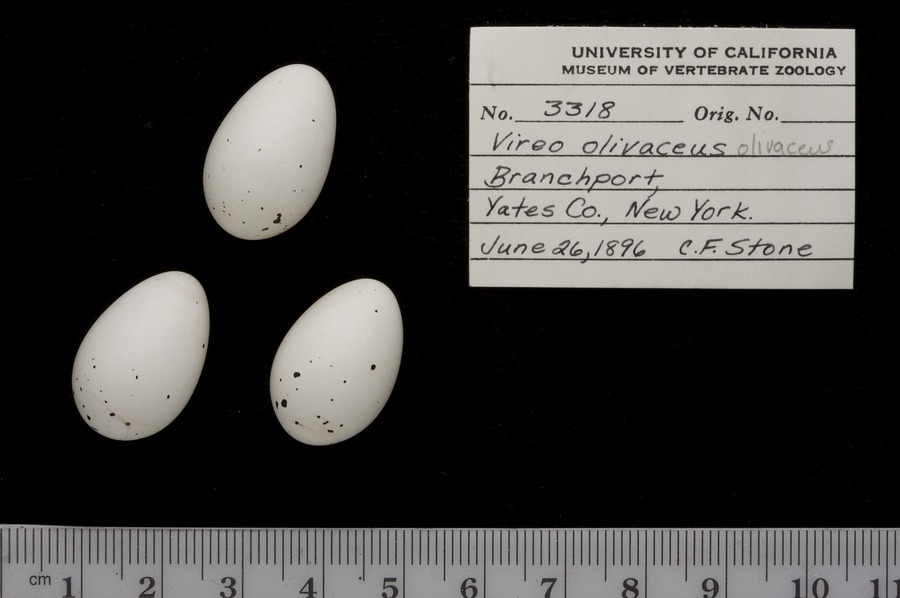 UNIVERSITY OF CALIFORNIA
MUSEUM OF VERTEBRATE ZOOLOGY
No. 3318 Orig. No.
Vireo olivaceus olivaceus
Branchport,
Yates Co., New York.
June 26, 1896 C.F. Stone
cm 1 2 3 4 5 6 7 8 9 10 11